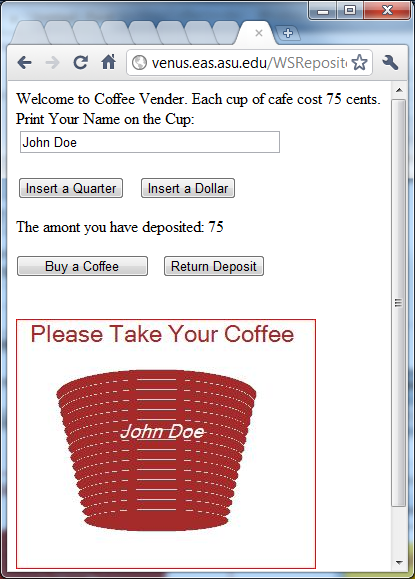 venus.eas.asu.edu/WSReposite
Welcome to Coffee Vender. Each cup of cafe cost 75 cents.
Print Your Name on the Cup:
John Doe
Insert a Quarter Insert a Dollar
The amont you have deposited: 75
Buy a Coffee Return Deposit
Please Take Your Coffee
John Doe